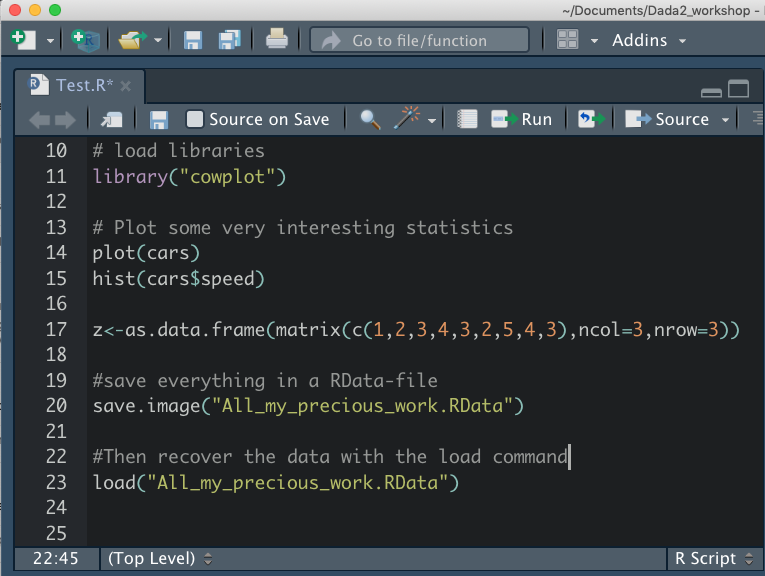 ~/Documents/Dada2_workshop -
Go to file/function
Addins
Test.R*
Source on Save
Run
Source
10 # load libraries
11 library("cowplot")
12
13 # Plot some very interesting statistics
14 plot(cars)
15 hist(cars$speed)
16
17 z<-as.data.frame(matrix(c(1,2,3,4,3,2,5,4,3),ncol=3,nrow=3))
18
19 #save everything in a RData-file
20 save.image("All_my_precious_work.RData")
21
22 #Then recover the data with the load command
23 load("All_my_precious_work.RData")
24
25
22:45 (Top Level) R Script